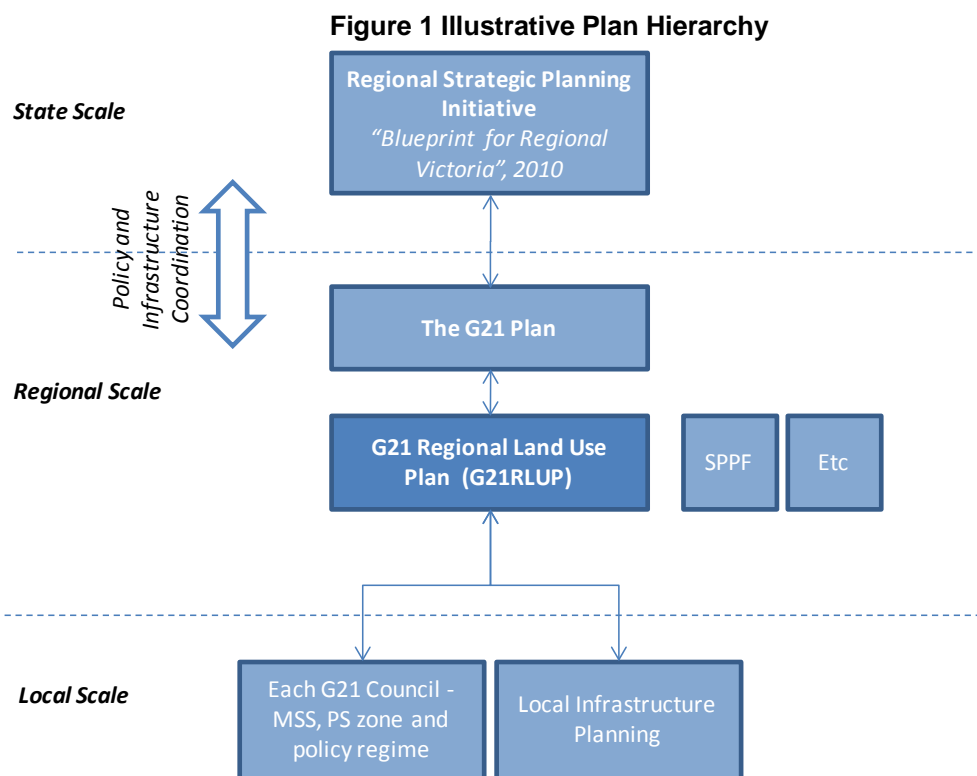 Figure 1 Illustrative Plan Hierarchy
State Scale
Regional Strategic Planning
Initiative
“Blueprint for Regional
Victoria”, 2010
Policy and
Infrastructure
Coordination
The G21 Plan
Regional Scale
G21 Regional Land Use
Plan (G21RLUP)
SPPF
Etc
Local Scale
Each G21 Council -
MSS, PS zone and
policy regime
Local Infrastructure
Planning